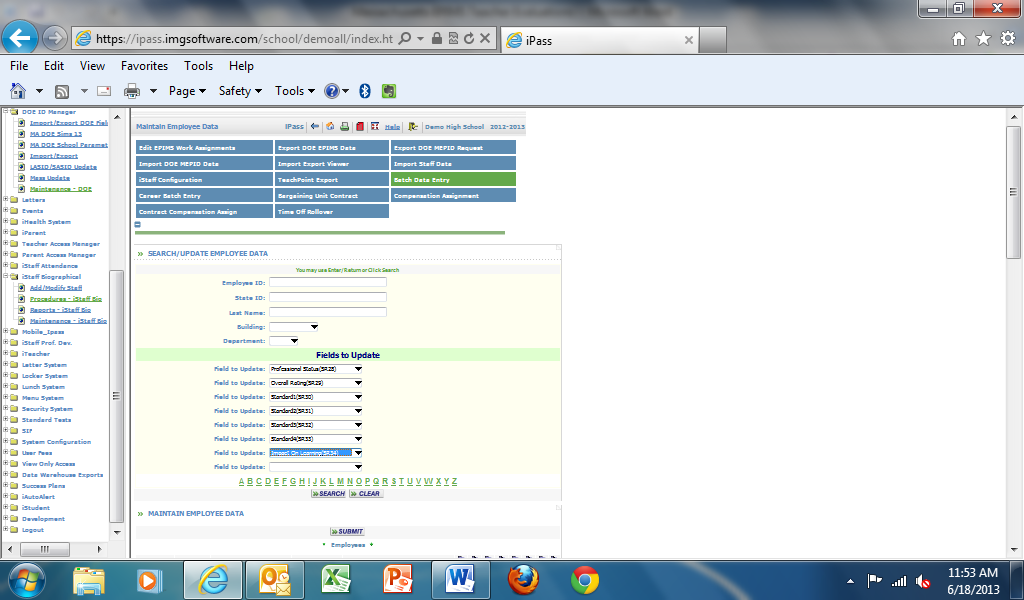 https://ipass.imgsoftware.com/school/demoall/index.ht
iPass
File Edit View Favorites Tools Help
Page Safety Tools
DOE ID Manager
Import/Export DOE Fiel
MA DOE Sims 13
MA DOE School Paramet
Import/Export
LASID/SASID Update
Mass Update
Maintenance - DOE
Letters
Events
iHealth System
iParent
Teacher Access Manager
Parent Access Manager
iStaff Attendance
iStaff Biographical
Add/Modify Staff
Procedures - iStaff Bio
Reports - iStaff Bio
Maintenance - iStaff Bio
Mobile_Ipass
iStaff Prof. Dev.
iTeacher
Letter System
Locker System
Lunch System
Menu System
Security System
Standard Tests
SIF
System Configuration
User Fees
View Only Access
Data Warehouse Exports
Success Plans
iAutoAlert
iStudent
Development
Logout
Maintain Employee Data iPass Help Demo High School 2012-2013
Edit EPIMS Work Assignments Export DOE EPIMS Data Export DOE MEPID Request
Import DOE MEPID Data Import Export Viewer Import Staff Data
iStaff Configuration TeachPoint Export Batch Data Entry
Career Batch Entry Bargaining Unit Contract Compensation Assignment
Contract Compensation Assign Time Off Rollover
» SEARCH/UPDATE EMPLOYEE DATA
You may use Enter/Return or Click Search
Employee ID:
State ID:
Last Name:
Building:
Department:
Fields to Update
Field to Update: Professional Status(SR28)
Field to Update: Overall Rating(SR29)
Field to Update: Standard1(SR30)
Field to Update: Standard2(SR31)
Field to Update: Standard3(SR32)
Field to Update: Standard4(SR33)
Field to Update: Impact On Learning(SR34)
Field to Update:
A B C D E F G H I J K L M N O P Q R S T U V W X Y Z
» SEARCH » CLEAR
» MAINTAIN EMPLOYEE DATA
» SUBMIT
* Employees *
11:53 AM
6/18/2013